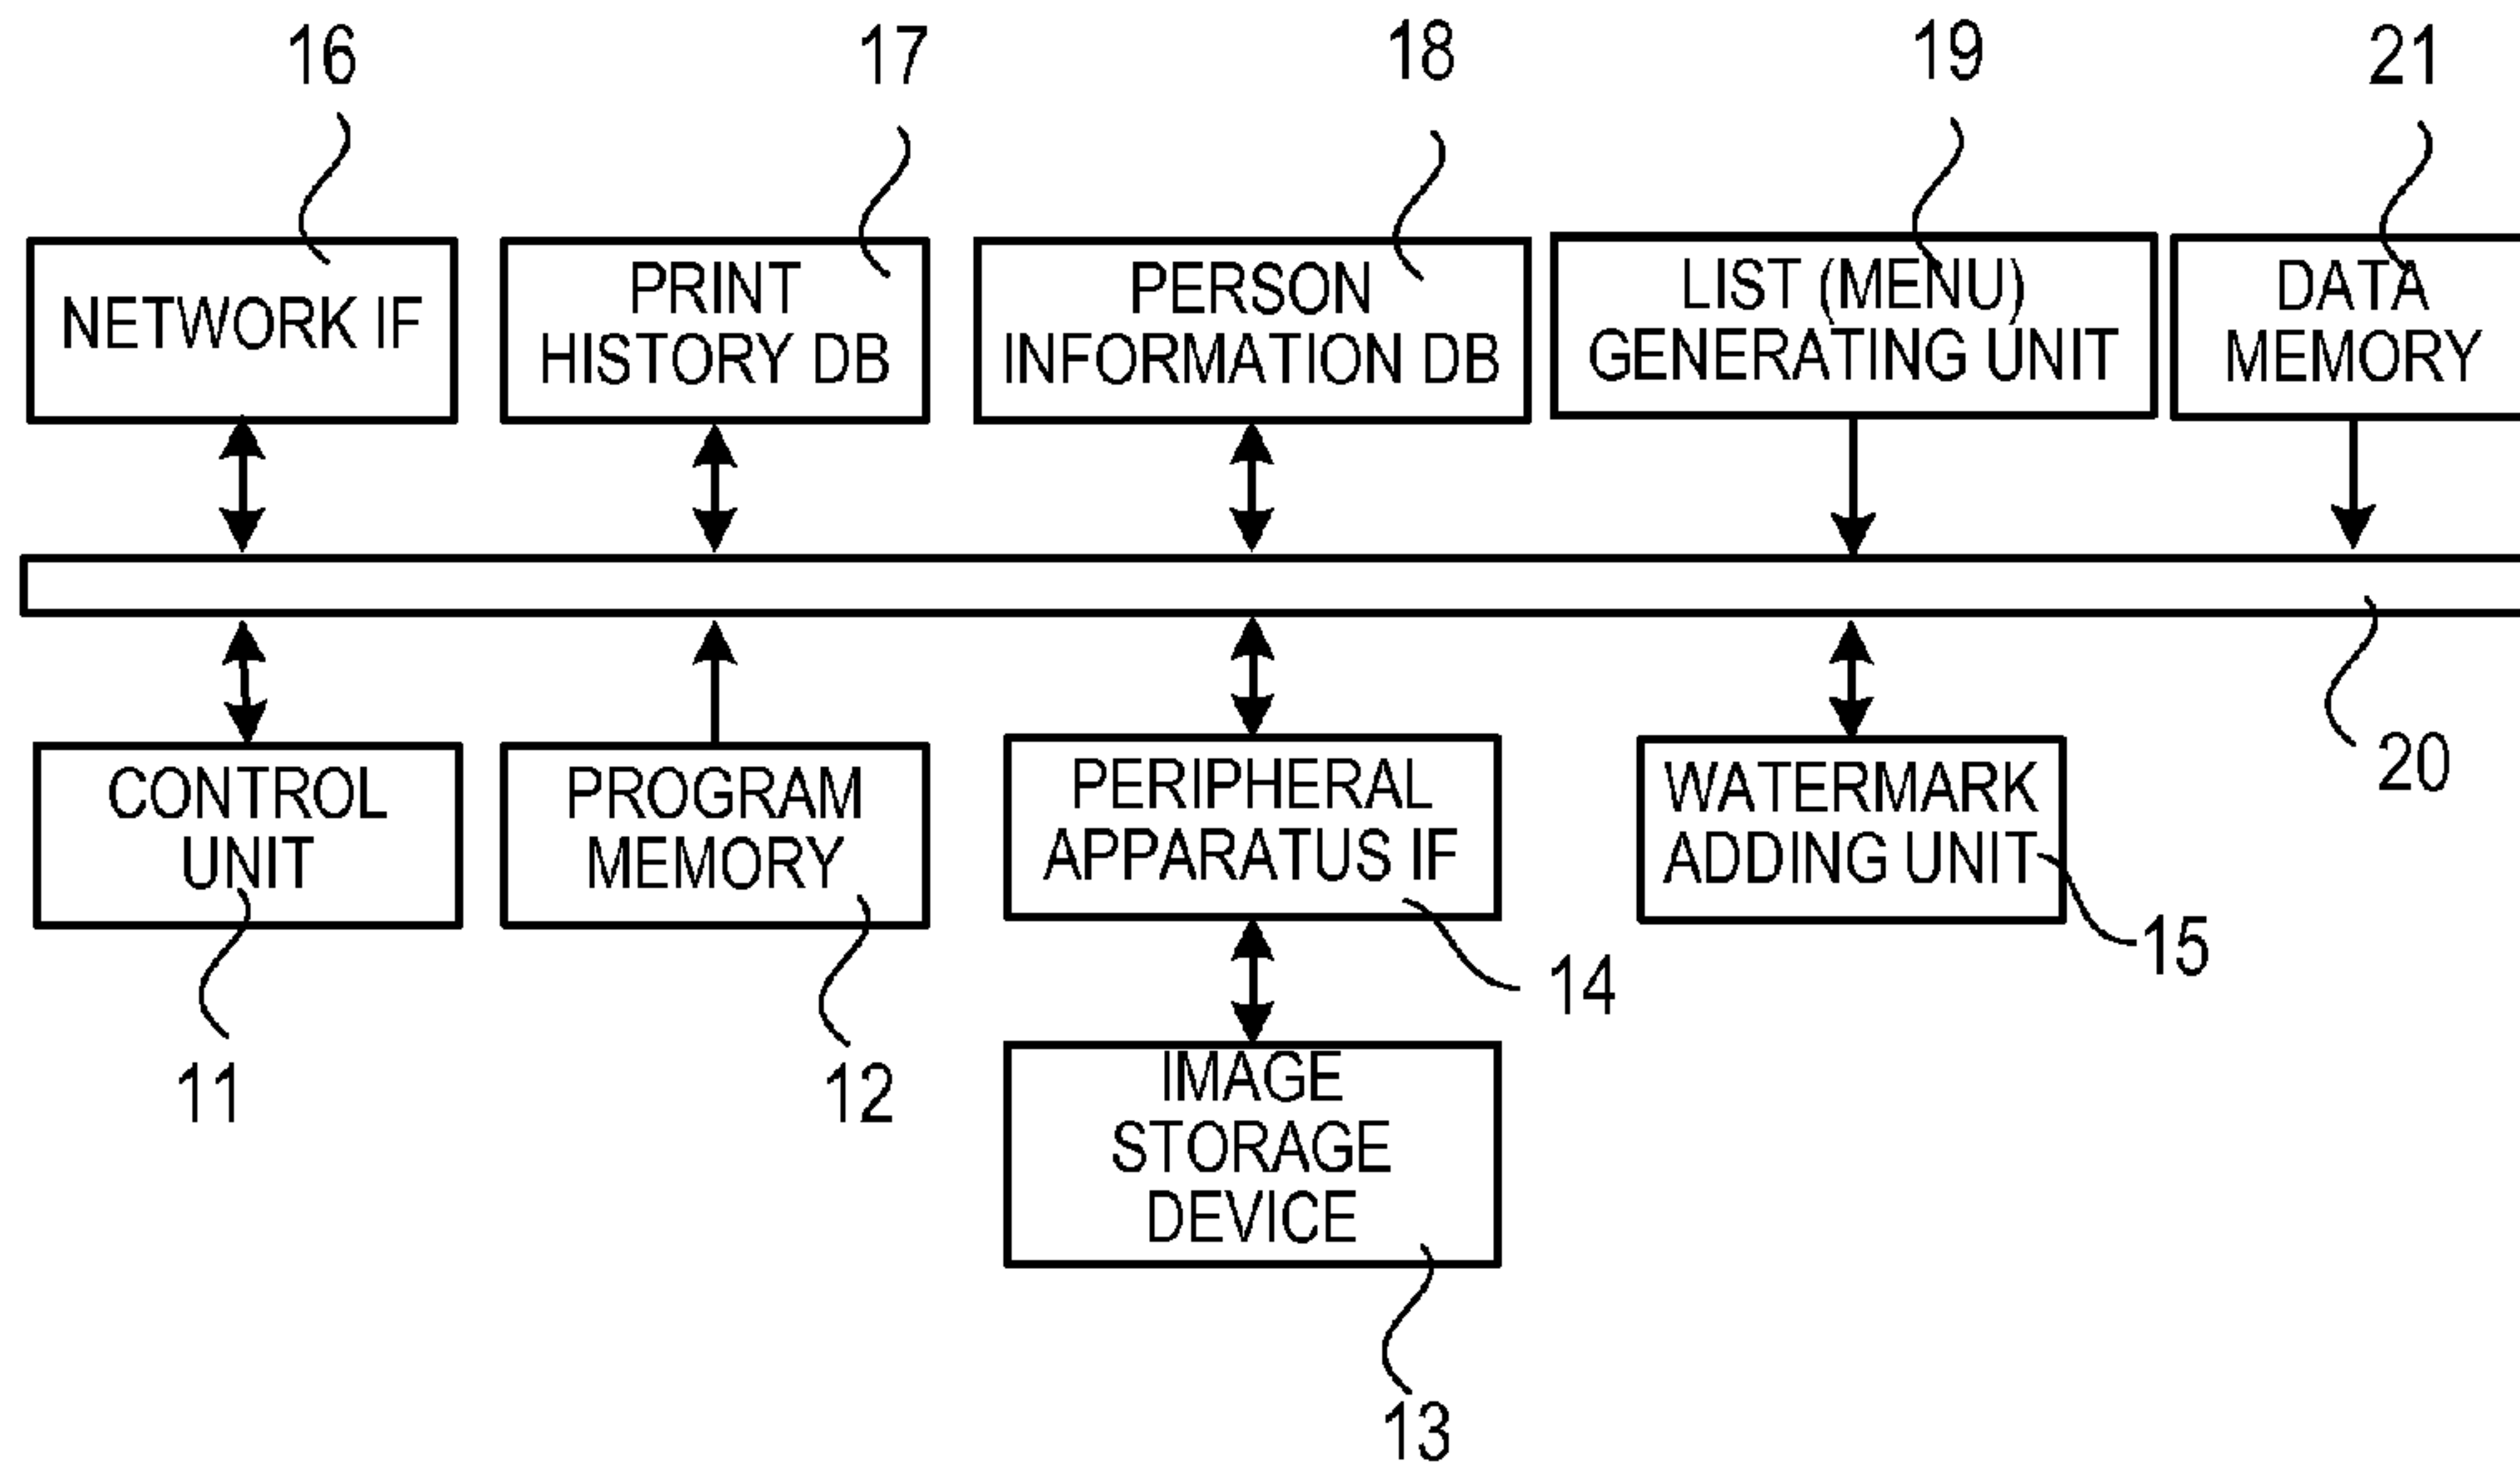 16
17
18
19
21
NETWORK IF
PRINT
HISTORY DB
PERSON
INFORMATION DB
LIST (MENU)
GENERATING UNIT
DATA
MEMORY
20
CONTROL
UNIT
PROGRAM
MEMORY
PERIPHERAL
APPARATUS IF
WATERMARK
ADDING UNIT
15
14
11
12
IMAGE
STORAGE
DEVICE
13